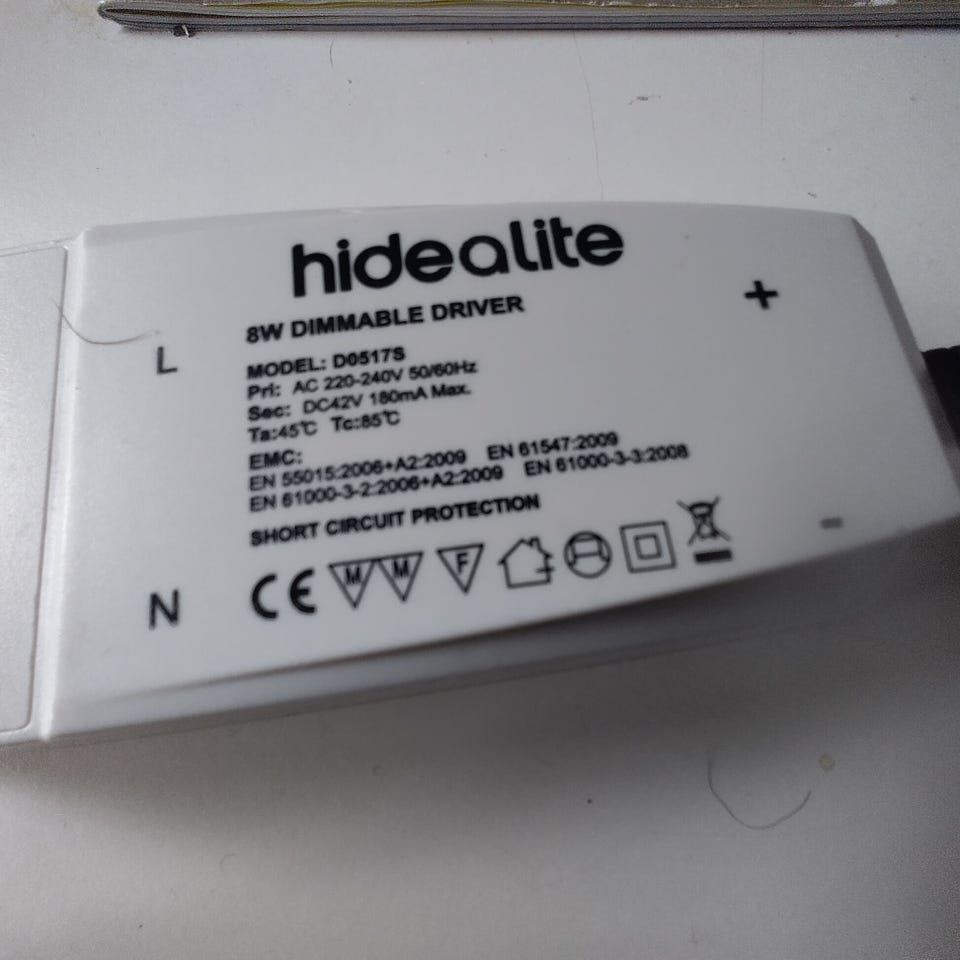 hidealite
8W DIMMABLE DRIVER
+
L
MODEL: D0517S
Pri: AC 220-240V 50/60Hz
Sec: DC42V 180mA Max.
Ta:45℃ Tc:85℃
EMC:
EN 55015:2006+A2:2009 EN 61547:2009
EN 61000-3-2:2006+A2:2009 EN 61000-3-3:2008
SHORT CIRCUIT PROTECTION
-
N
CE M M F